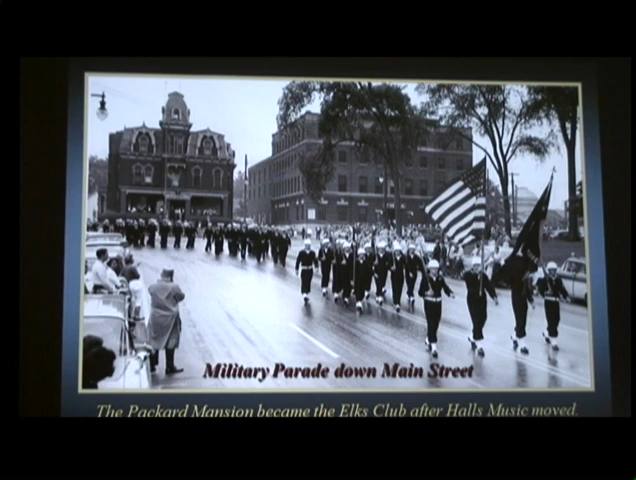 Military Parade down Main Street
The Packard Mansion became the Elks Club after Halls Music moved.